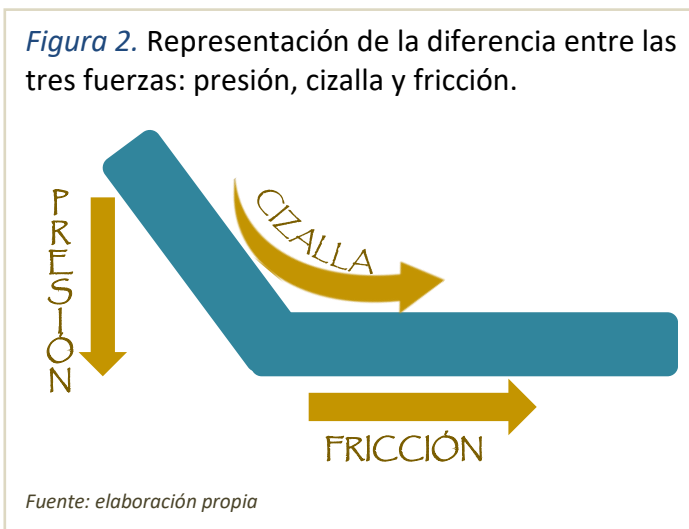 Figura 2. Representación de la diferencia entre las
tres fuerzas: presión, cizalla y fricción.
PRESIÓN
CIZALLA
FRICCIÓN
Fuente: elaboración propia